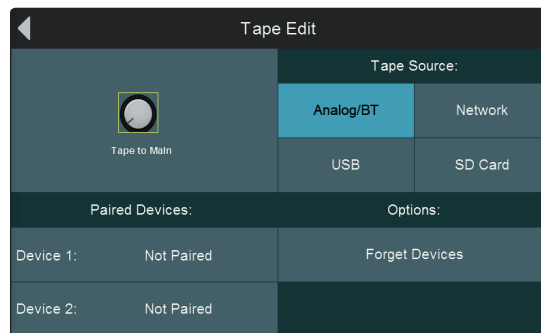 Tape Edit
Tape Source:
Analog/BT
Network
Tape to Main
USB
SD Card
Paired Devices:
Options:
Device 1:
Not Paired
Forget Devices
Device 2:
Not Paired